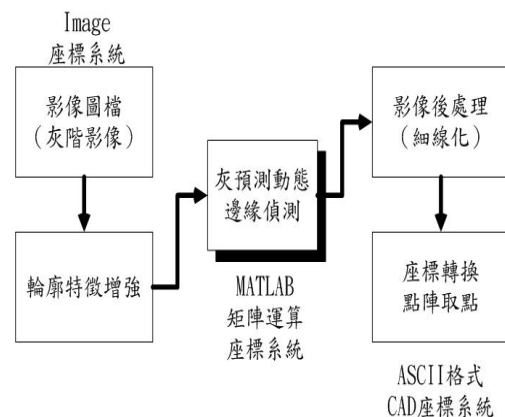 Image
座標系統
影像圖檔
(灰階影像)
輪廓特徵增強
灰預測動態
邊緣偵測
MATLAB
矩陣運算
座標系統
影像後處理
(細線化)
座標轉換
點陣取點
ASCII格式
CAD座標系統